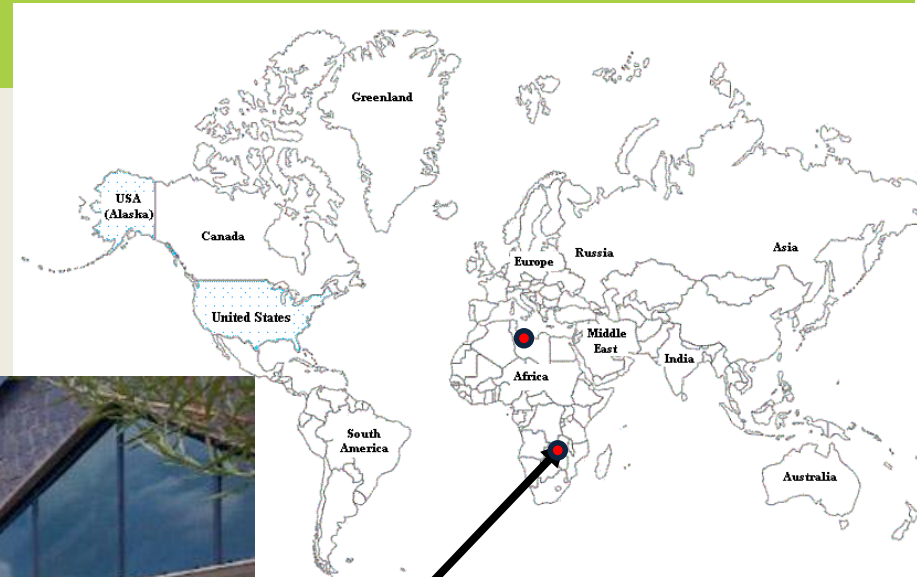 Greenland
USA
(Alaska)
Canada
Europe
Russia
Asia
United States
Middle
East
India
Africa
South
America
Australia